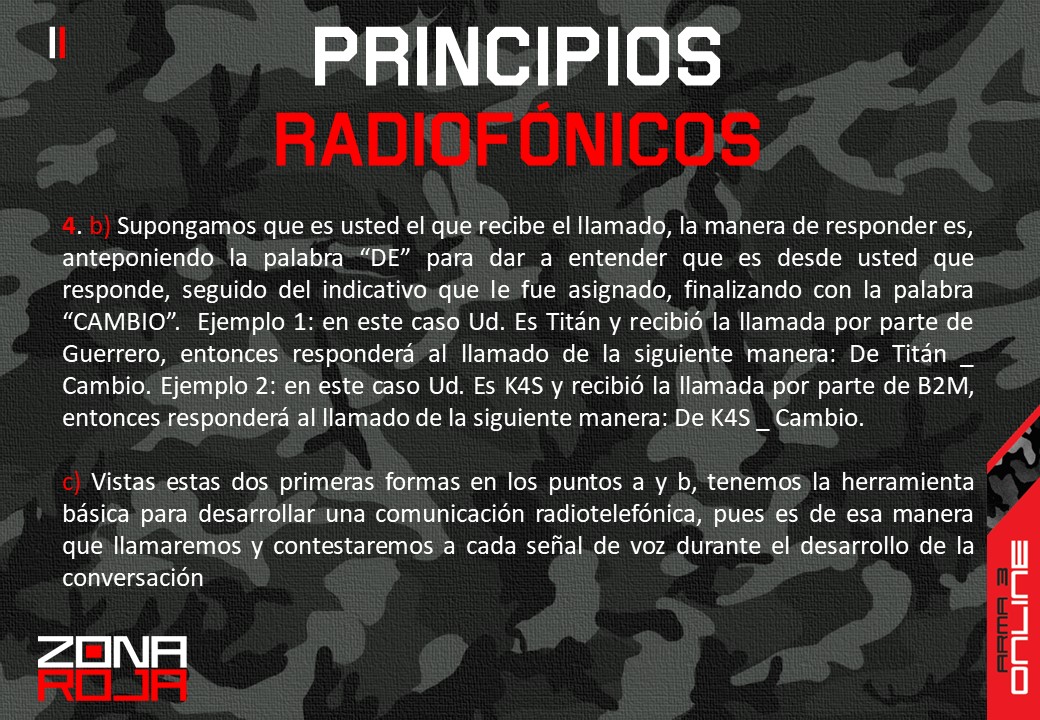 PRINCIPIOS
RADIOFÓNICOS
4. b) Supongamos que es usted el que recibe el llamado, la manera de responder es,
anteponiendo la palabra “DE” para dar a entender que es desde usted que
responde, seguido del indicativo que le fue asignado, finalizando con la palabra
“CAMBIO”. Ejemplo 1: en este caso Ud. Es Titán y recibió la llamada por parte de
Guerrero, entonces responderá al llamado de la siguiente manera: De Titán _
Cambio. Ejemplo 2: en este caso Ud. Es K4S y recibió la llamada por parte de B2M,
entonces responderá al llamado de la siguiente manera: De K4S _ Cambio.
c) Vistas estas dos primeras formas en los puntos a y b, tenemos la herramienta
básica para desarrollar una comunicación radiotelefónica, pues es de esa manera
que llamaremos y contestaremos a cada señal de voz durante el desarrollo de la
conversación
ZONA
ROJA
ARMA 3
ONLINE